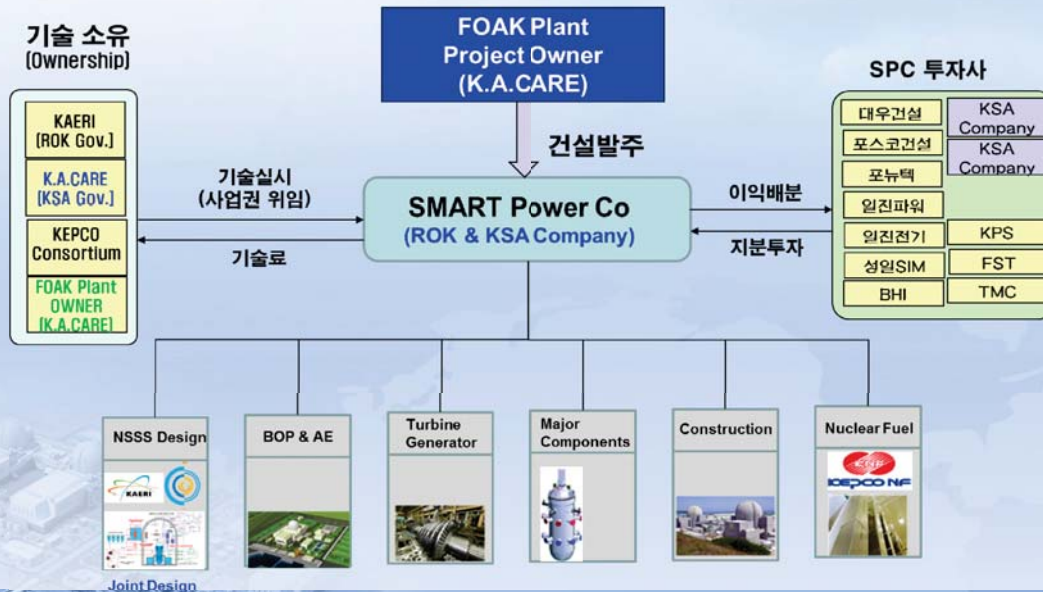 기술 소유
(Ownership)
KAERI
(ROK Gov.)
K.A.CARE
(KSA Gov.)
KEPCO
Consortium
FOAK Plant
OWNER
(K.A.CARE)
FOAK Plant
Project Owner
(K.A.CARE)
건설발주
기술실시
(사업권 위임)
기술료
SMART Power Co
(ROK & KSA Company)
이익배분
지분투자
SPC 투자사
대우건설
포스코건설
포뉴텍
일진파워
일진전기
성일SIM
BHI
KSA
Company
KSA
Company
KPS
FST
TMC
NSSS Design
KAERI
Joint Design
BOP & AE
Turbine
Generator
Major
Components
Construction
Nuclear Fuel
KNF
KEPCO NF